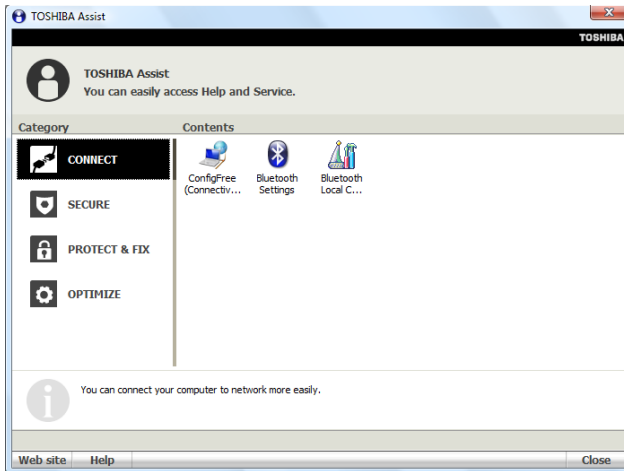 TOSHIBA Assist
TOSHIBA
TOSHIBA Assist
You can easily access Help and Service.
Category
Contents
CONNECT
SECURE
PROTECT & FIX
OPTIMIZE
ConfigFree
(Connectiv...
Bluetooth
Settings
Bluetooth
Local C...
You can connect your computer to network more easily.
Web site
Help
Close